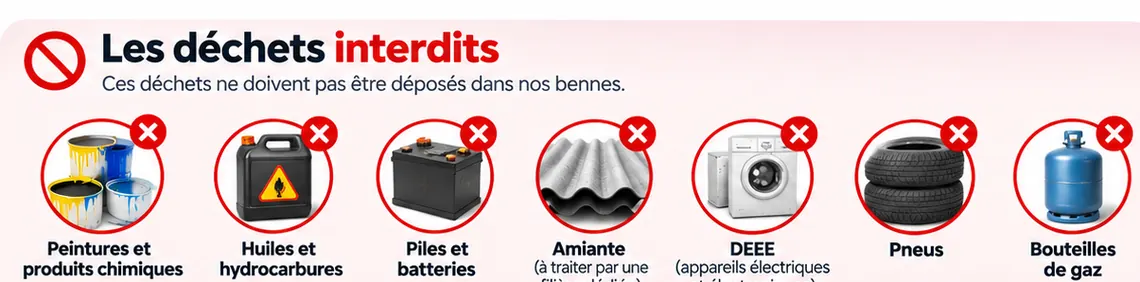 Les déchets interdits
Ces déchets ne doivent pas être déposés dans nos bennes.
Peintures et
produits chimiques
Huiles et
hydrocarbures
Piles et
batteries
Amiante
(à traiter par une
DEEE
(appareils électriques
Pneus
Bouteilles
de gaz